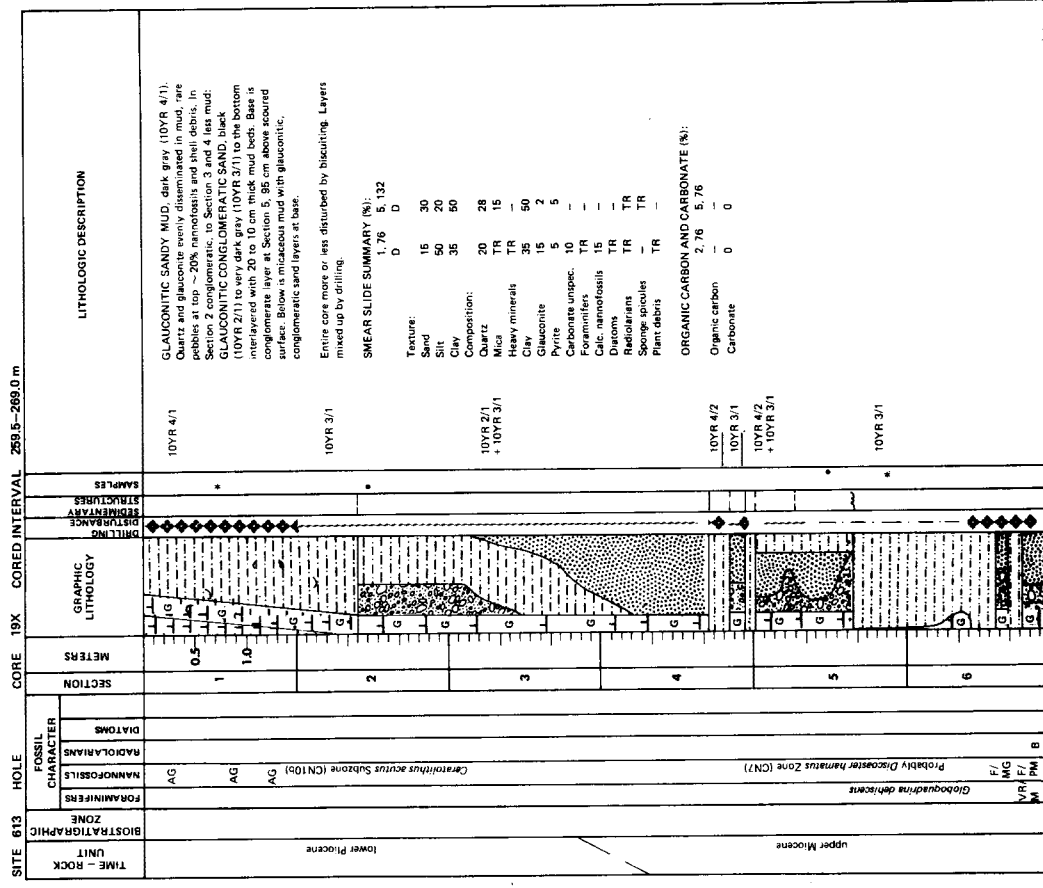 SITE 613 HOLE CORE 19X CORED INTERVAL 259.5–269.0 m
TIME – ROCK UNIT
BIOSTRATIGRAPHIC ZONE
FOSSIL CHARACTER
FORAMINIFERS
NANNOFOSSILS
RADIOLARIANS
DIATOMS
SECTION
METERS
GRAPHIC LITHOLOGY
DRILLING DISTURBANCE
SEDIMENTARY STRUCTURES
SAMPLES
LITHOLOGIC DESCRIPTION
lower Pliocene
upper Miocene
AG
AG
AG
Ceratolithus acutus Subzone (CN10b)
Probably Discoaster hamatus Zone (CN7)
Globoquadrina dehiscens
F/
MG
VR/ F/
M PM B
0.5
1.0
1
2
3
4
5
6
10YR 4/1
10YR 3/1
10YR 2/1
+ 10YR 3/1
10YR 4/2
10YR 3/1
10YR 4/2
+ 10YR 3/1
10YR 3/1
GLAUCONITIC SANDY MUD, dark gray (10YR 4/1).
Quartz and glauconite evenly disseminated in mud, rare
pebbles at top ~ 20% nannofossils and shell debris. In
Section 2 conglomeratic, to Section 3 and 4 less mud:
GLAUCONITIC CONGLOMERATIC SAND, black
(10YR 2/1) to very dark gray (10YR 3/1) to the bottom
interlayered with 20 to 10 cm thick mud beds. Base is
conglomerate layer at Section 5, 95 cm above scoured
surface. Below is micaceous mud with glauconitic,
conglomeratic sand layers at base.
Entire core more or less disturbed by biscuiting. Layers
mixed up by drilling.
SMEAR SLIDE SUMMARY (%):
1, 76 5, 132
D D
Texture:
Sand 15 30
Silt 50 20
Clay 35 50
Composition:
Quartz 20 28
Mica TR 15
Heavy minerals TR –
Clay 35 50
Glauconite 15 2
Pyrite 5 5
Carbonate unspec. 10 –
Foraminifers TR –
Calc. nannofossils 15 –
Diatoms TR –
Radiolarians TR TR
Sponge spicules – TR
Plant debris TR –
ORGANIC CARBON AND CARBONATE (%):
2, 76 5, 76
Organic carbon – –
Carbonate 0 0